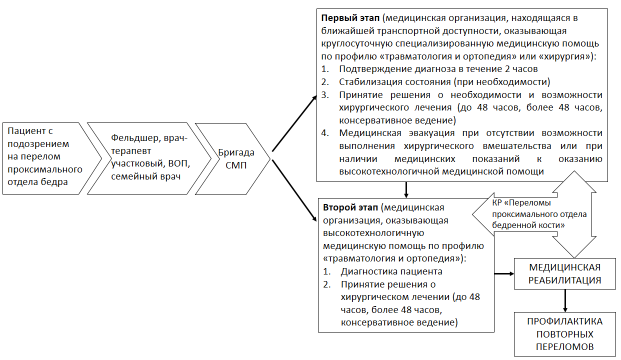 Пациент с
подозрением
на перелом
проксимального
отдела бедра
Фельдшер, врач-
терапевт
участковый, ВОП,
семейный врач
Бригада
СМП
Первый этап (медицинская организация, находящаяся в
ближайшей транспортной доступности, оказывающая
круглосуточную специализированную медицинскую помощь
по профилю «травматология и ортопедия» или «хирургия»):
1. Подтверждение диагноза в течение 2 часов
2. Стабилизация состояния (при необходимости)
3. Принятие решения о необходимости и возможности
хирургического лечения (до 48 часов, более 48 часов,
консервативное ведение)
4. Медицинская эвакуация при отсутствии возможности
выполнения хирургического вмешательства или при
наличии медицинских показаний к оказанию
высокотехнологичной медицинской помощи
Второй этап (медицинская
организация, оказывающая
высокотехнологичную
медицинскую помощь по профилю
«травматология и ортопедия»):
1. Диагностика пациента
2. Принятие решения о
хирургическом лечении (до 48
часов, более 48 часов,
консервативное ведение)
КР «Переломы
проксимального отдела
бедренной кости»
МЕДИЦИНСКАЯ
РЕАБИЛИТАЦИЯ
ПРОФИЛАКТИКА
ПОВТОРНЫХ
ПЕРЕЛОМОВ